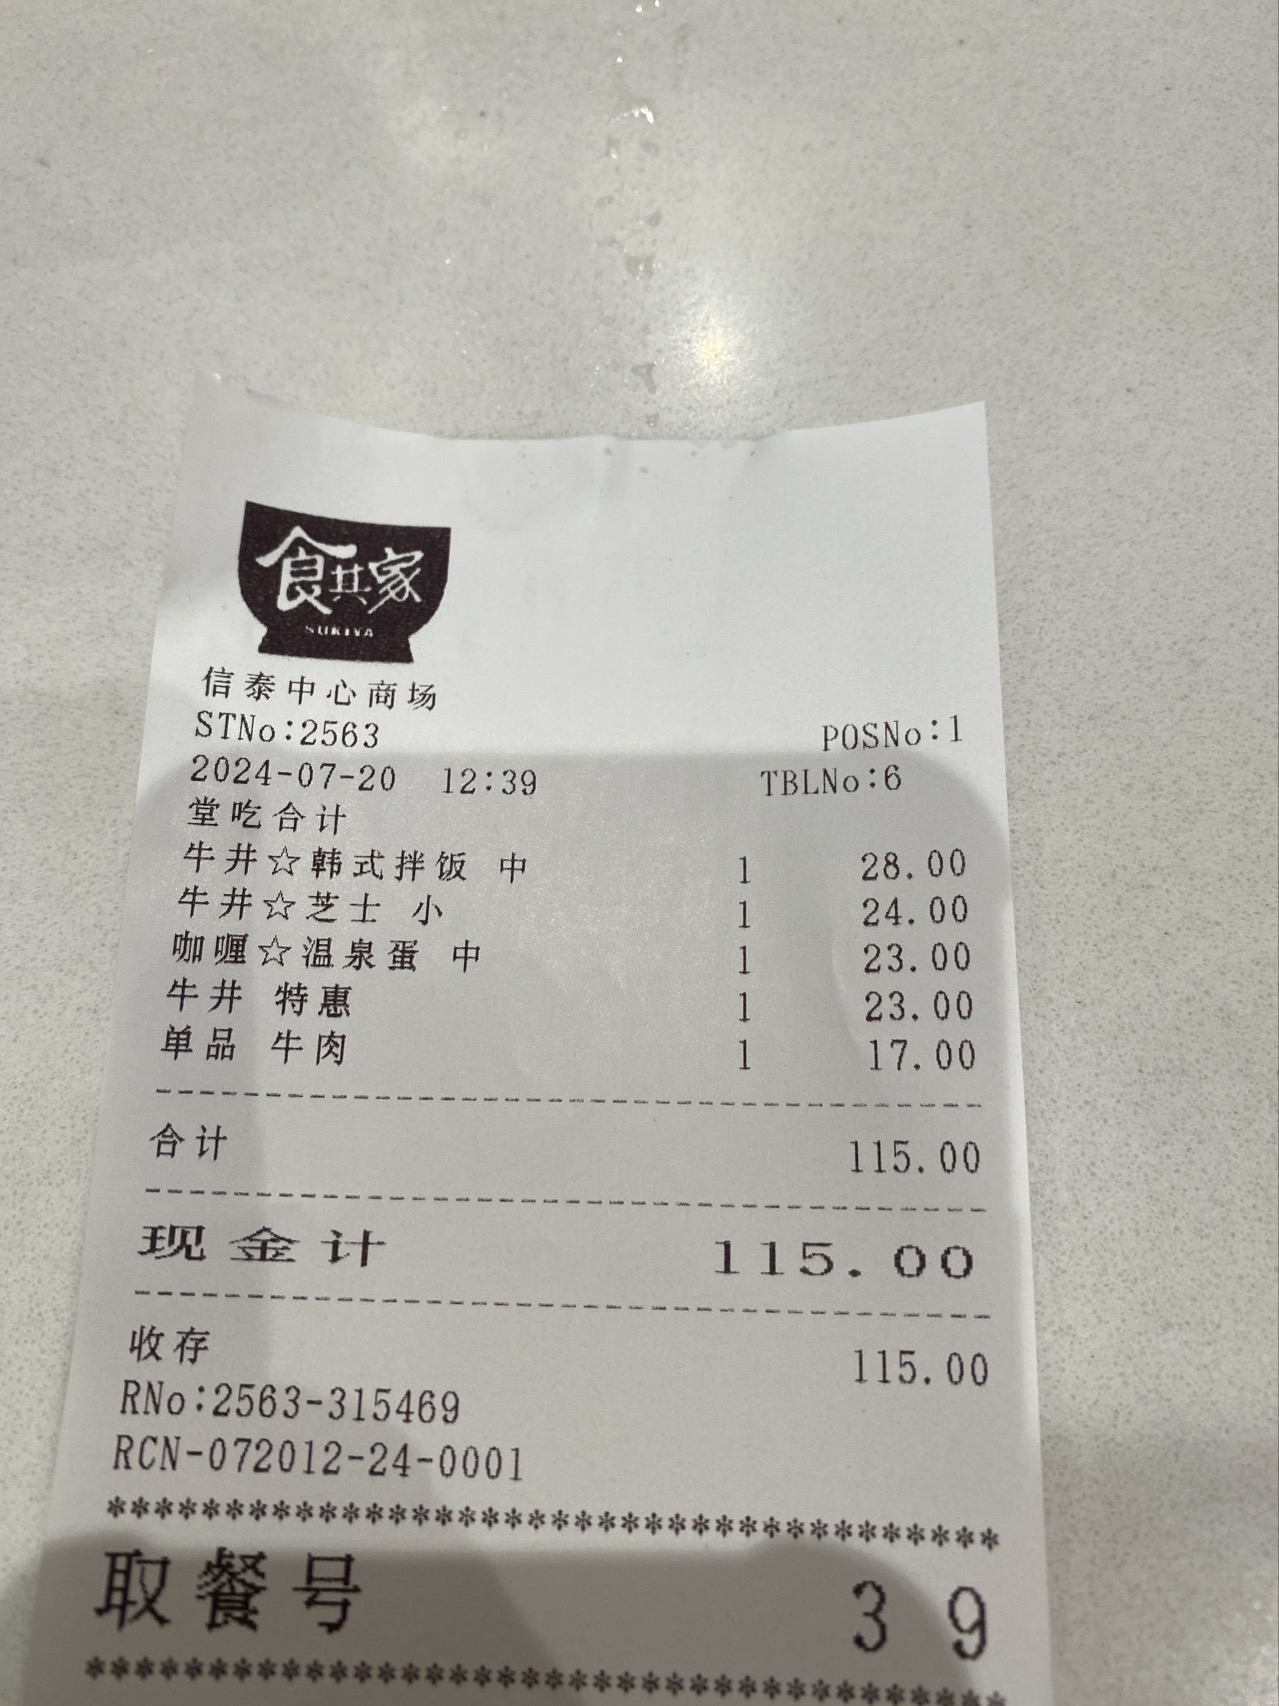 食其家
SUKIYA
信泰中心商场
STNo:2563 POSNo:1
2024-07-20 12:39 TBLNo:6
堂吃合计
牛井☆韩式拌饭 中 1 28.00
牛井☆芝士 小 1 24.00
咖喱☆温泉蛋 中 1 23.00
牛井 特惠 1 23.00
单品 牛肉 1 17.00
合计 115.00
现金计 115.00
收存 115.00
RNo:2563-315469
RCN-072012-24-0001
**************************************
取餐号 39
**************************************